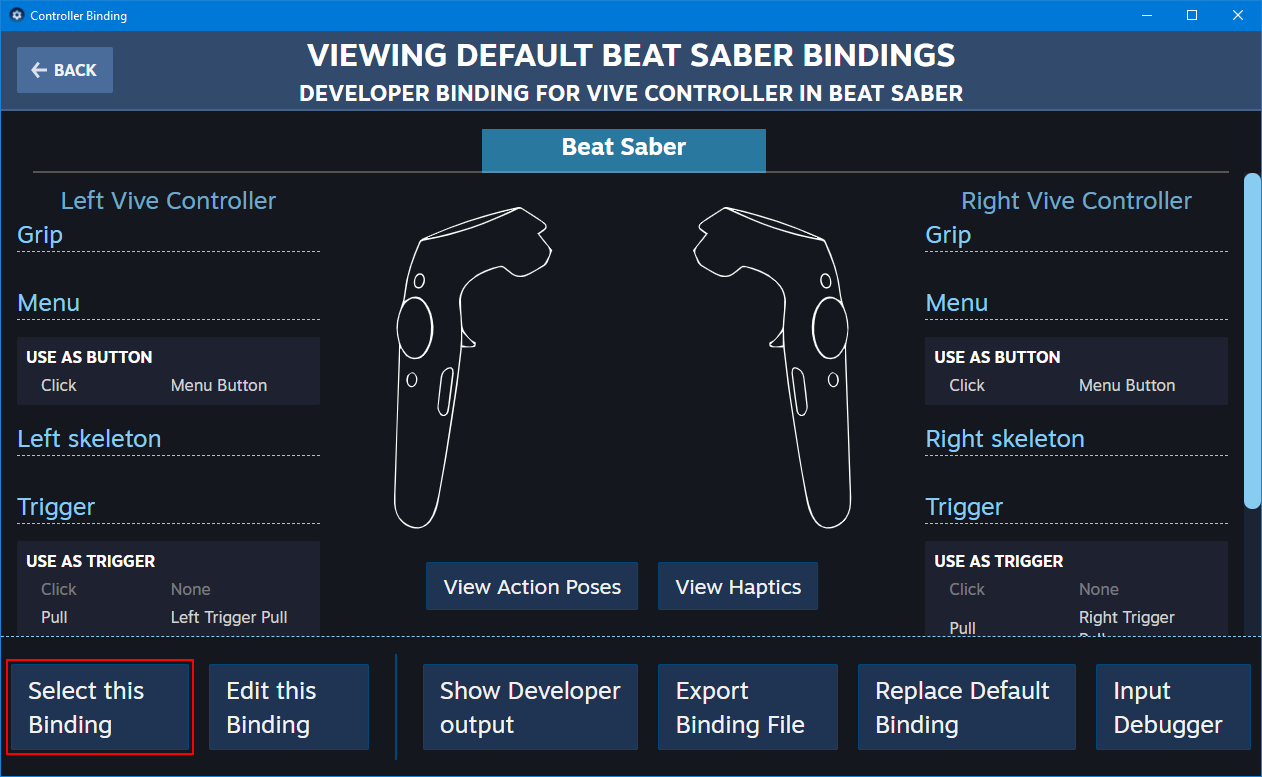 Controller Binding
BACK
VIEWING DEFAULT BEAT SABER BINDINGS
DEVELOPER BINDING FOR VIVE CONTROLLER IN BEAT SABER
Beat Saber
Left Vive Controller
Grip
Menu
USE AS BUTTON
Click Menu Button
Left skeleton
Trigger
USE AS TRIGGER
Click None
Pull Left Trigger Pull
View Action Poses
View Haptics
Right Vive Controller
Grip
Menu
USE AS BUTTON
Click Menu Button
Right skeleton
Trigger
USE AS TRIGGER
Click None
Right Trigger
Pull
Select this
Binding
Edit this
Binding
Show Developer
output
Export
Binding File
Replace Default
Binding
Input
Debugger